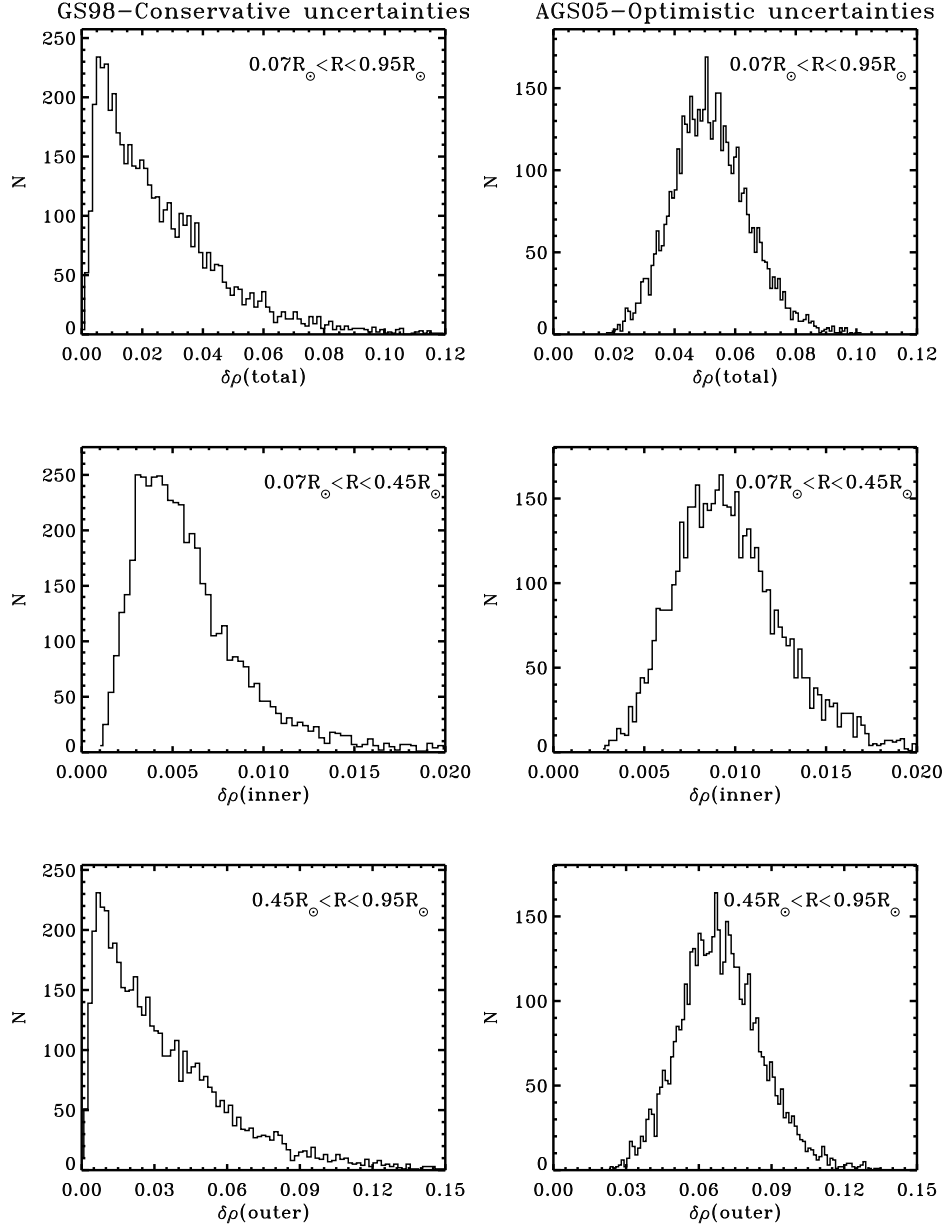 GS98−Conservative uncertainties
AGS05−Optimistic uncertainties
0.07R⊙<R<0.95R⊙
250
200
150
100
50
0
N
0.00 0.02 0.04 0.06 0.08 0.10 0.12
δρ(total)
0.07R⊙<R<0.95R⊙
150
100
50
0
N
0.00 0.02 0.04 0.06 0.08 0.10 0.12
δρ(total)
0.07R⊙<R<0.45R⊙
250
200
150
100
50
0
N
0.000 0.005 0.010 0.015 0.020
δρ(inner)
0.07R⊙<R<0.45R⊙
150
100
50
0
N
0.000 0.005 0.010 0.015 0.020
δρ(inner)
0.45R⊙<R<0.95R⊙
250
200
150
100
50
0
N
0.00 0.03 0.06 0.09 0.12 0.15
δρ(outer)
0.45R⊙<R<0.95R⊙
150
100
50
0
N
0.00 0.03 0.06 0.09 0.12 0.15
δρ(outer)